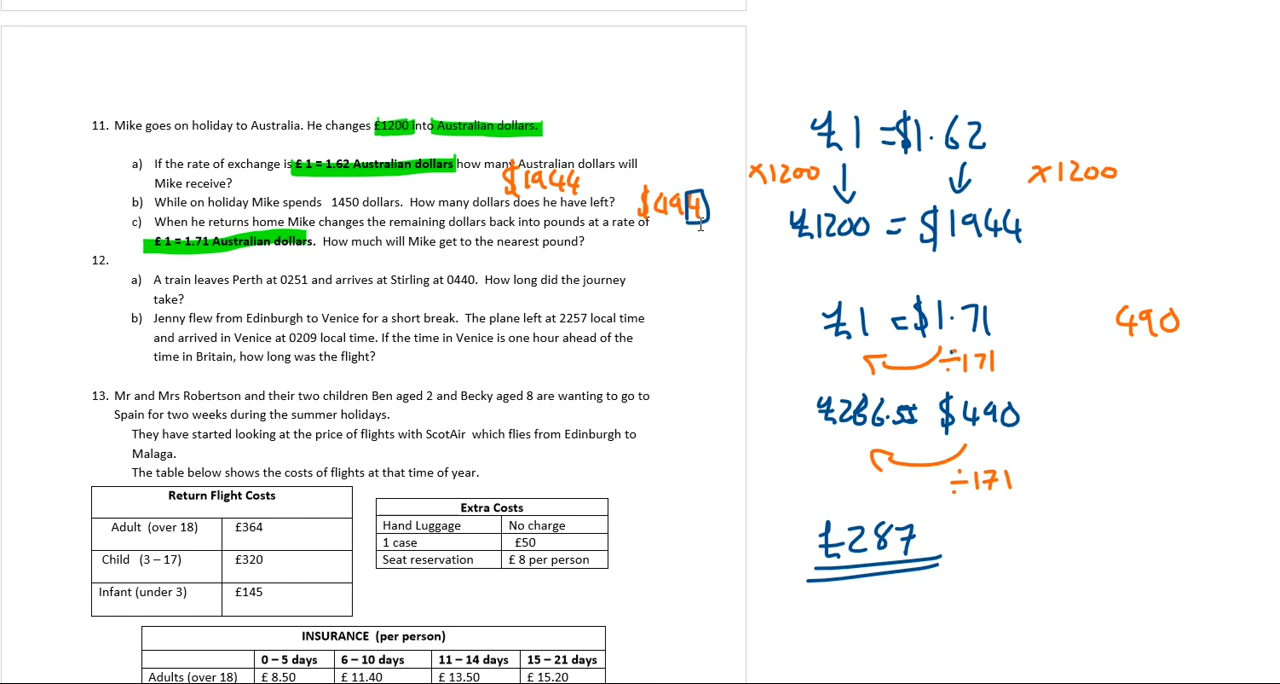 11. Mike goes on holiday to Australia. He changes £1200 into Australian dollars.
a) If the rate of exchange is £ 1 = 1.62 Australian dollars how many Australian dollars will
Mike receive?
$1944
b) While on holiday Mike spends 1450 dollars. How many dollars does he have left?
$494
c) When he returns home Mike changes the remaining dollars back into pounds at a rate of
£ 1 = 1.71 Australian dollars. How much will Mike get to the nearest pound?
12.
a) A train leaves Perth at 0251 and arrives at Stirling at 0440. How long did the journey
take?
b) Jenny flew from Edinburgh to Venice for a short break. The plane left at 2257 local time
and arrived in Venice at 0209 local time. If the time in Venice is one hour ahead of the
time in Britain, how long was the flight?
13. Mr and Mrs Robertson and their two children Ben aged 2 and Becky aged 8 are wanting to go to
Spain for two weeks during the summer holidays.
They have started looking at the price of flights with ScotAir which flies from Edinburgh to
Malaga.
The table below shows the costs of flights at that time of year.
Return Flight Costs
Adult (over 18) £364
Child (3 – 17) £320
Infant (under 3) £145
Extra Costs
Hand Luggage No charge
1 case £50
Seat reservation £ 8 per person
INSURANCE (per person)
0 – 5 days 6 – 10 days 11 – 14 days 15 – 21 days
Adults (over 18) £ 8.50 £ 11.40 £ 13.50 £ 15.20
£1 = $1.62
×1200 ×1200
£1200 = $1944
£1 = $1.71 490
÷171
£286.55 $490
÷171
£287